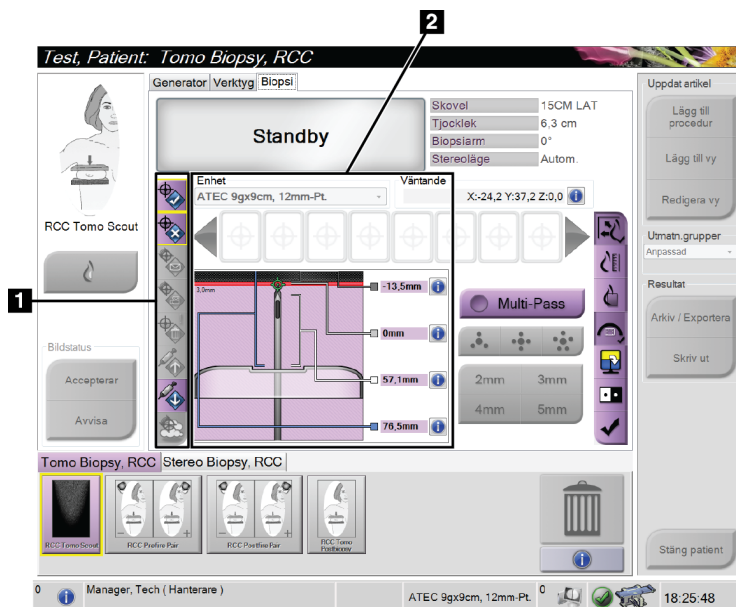 2
Test, Patient: Tomo Biopsy, RCC
Generator Verktyg Biopsi
Standby
Skovel 15CM LAT
Tjocklek 6,3 cm
Biopsiarm 0°
Stereoläge Autom.
Uppdat artikel
Lägg till
procedur
Lägg till vy
Redigera vy
Utmatn.grupper
Anpassad
Resultat
Arkiv / Exportera
Skriv ut
Stäng patient
RCC Tomo Scout
1
Bildstatus
Accepterar
Avvisa
Enhet
ATEC 9gx9cm, 12mm-Pt.
Väntande
X:-24,2 Y:37,2 Z:0,0
3,0mm
-13,5mm
0mm
57,1mm
76,5mm
Multi-Pass
2mm 3mm
4mm 5mm
Tomo Biopsy, RCC Stereo Biopsy, RCC
RCC Tomo Scout
RCC Prefire Pair
RCC Postfire Pair
RCC Tomo
Postbiopsy
0 Manager, Tech ( Hanterare )
ATEC 9gx9cm, 12mm-Pt. 0
18:25:48